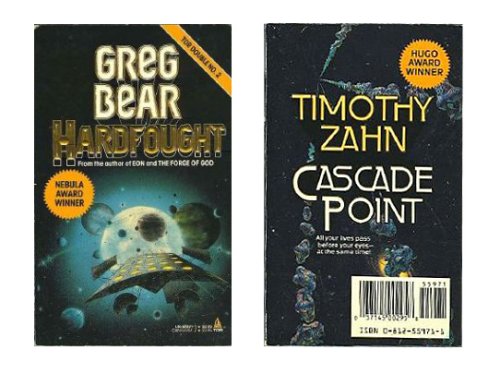 TOR DOUBLE NO. 2
GREG
BEAR
HARDFOUGHT
From the author of EON and THE FORGE OF GOD
NEBULA
AWARD
WINNER
HUGO
AWARD
WINNER
TIMOTHY
ZAHN
CASCADE
POINT
All your lives pass
before your eyes—
at the same time!
55971
ISBN 0-812-55971-1